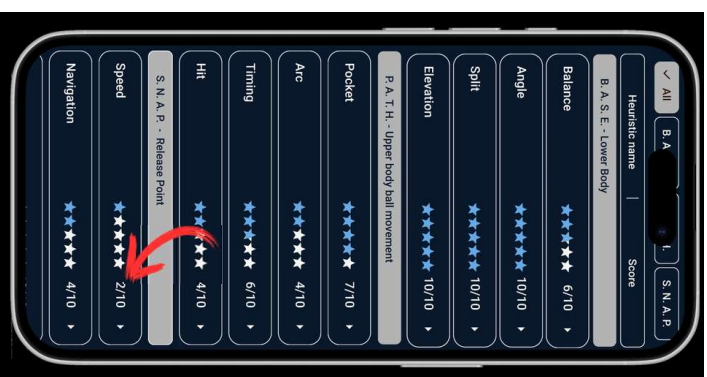 All
B. A
H.
S. N. A. P.
Heuristic name | Score
B. A. S. E. - Lower Body
Balance 6/10
Angle 10/10
Split 10/10
Elevation 10/10
P. A. T. H. - Upper body ball movement
Pocket 7/10
Arc 4/10
Timing 6/10
Hit 4/10
S. N. A. P. - Release Point
Speed 2/10
Navigation 4/10